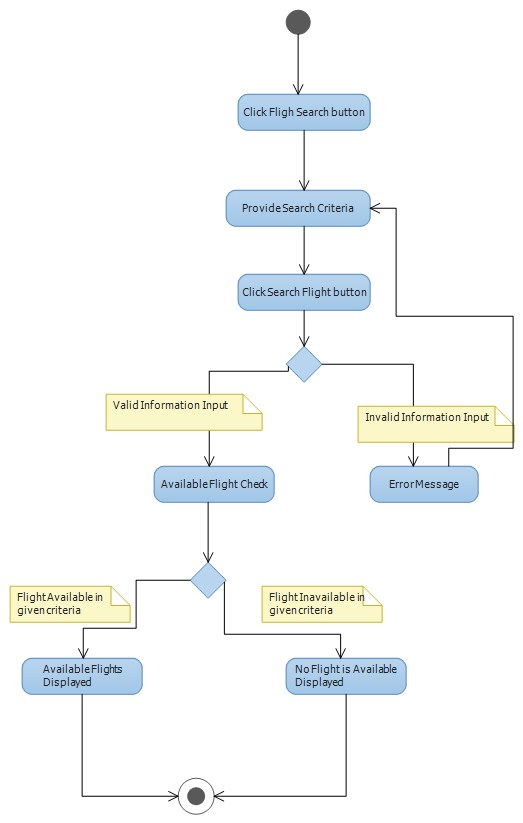 Click Fligh Search button
Provide Search Criteria
Click Search Flight button
Valid Information Input
Invalid Information Input
Available Flight Check
Error Message
Flight Available in
given criteria
Flight Inavailable in
given criteria
Available Flights
Displayed
No Flight is Available
Displayed